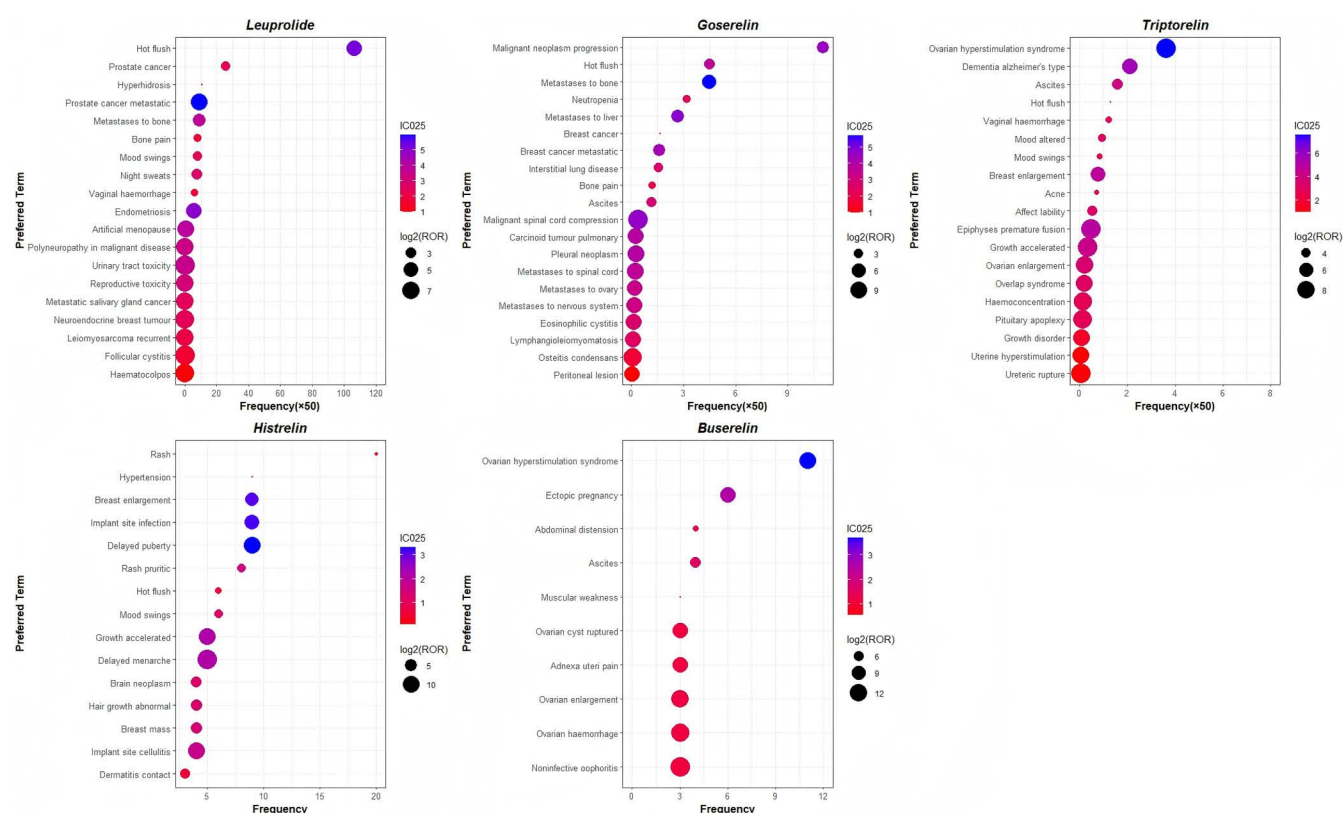 Leuprolide
Preferred Term
Hot flush
Prostate cancer
Hyperhidrosis
Prostate cancer metastatic
Metastases to bone
Bone pain
Mood swings
Night sweats
Vaginal haemorrhage
Endometriosis
Artificial menopause
Polyneuropathy in malignant disease
Urinary tract toxicity
Reproductive toxicity
Metastatic salivary gland cancer
Neuroendocrine breast tumour
Leiomyosarcoma recurrent
Follicular cystitis
Haematocolpos
0 20 40 60 80 100 120
Frequency(×50)
IC025
5
4
3
2
1
log2(ROR)
3
5
7
Goserelin
Preferred Term
Malignant neoplasm progression
Hot flush
Metastases to bone
Neutropenia
Metastases to liver
Breast cancer
Breast cancer metastatic
Interstitial lung disease
Bone pain
Ascites
Malignant spinal cord compression
Carcinoid tumour pulmonary
Pleural neoplasm
Metastases to spinal cord
Metastases to ovary
Metastases to nervous system
Eosinophilic cystitis
Lymphangioleiomyomatosis
Osteitis condensans
Peritoneal lesion
0 3 6 9
Frequency(×50)
IC025
5
4
3
2
1
log2(ROR)
3
6
9
Triptorelin
Preferred Term
Ovarian hyperstimulation syndrome
Dementia alzheimer's type
Ascites
Hot flush
Vaginal haemorrhage
Mood altered
Mood swings
Breast enlargement
Acne
Affect lability
Epiphyses premature fusion
Growth accelerated
Ovarian enlargement
Overlap syndrome
Haemoconcentration
Pituitary apoplexy
Growth disorder
Uterine hyperstimulation
Ureteric rupture
0 2 4 6 8
Frequency(×50)
IC025
6
4
2
log2(ROR)
4
6
8
Histrelin
Preferred Term
Rash
Hypertension
Breast enlargement
Implant site infection
Delayed puberty
Rash pruritic
Hot flush
Mood swings
Growth accelerated
Delayed menarche
Brain neoplasm
Hair growth abnormal
Breast mass
Implant site cellulitis
Dermatitis contact
5 10 15 20
Frequency
IC025
3
2
1
log2(ROR)
5
10
Buserelin
Preferred Term
Ovarian hyperstimulation syndrome
Ectopic pregnancy
Abdominal distension
Ascites
Muscular weakness
Ovarian cyst ruptured
Adnexa uteri pain
Ovarian enlargement
Ovarian haemorrhage
Noninfective oophoritis
0 3 6 9 12
Frequency
IC025
3
2
1
log2(ROR)
6
9
12